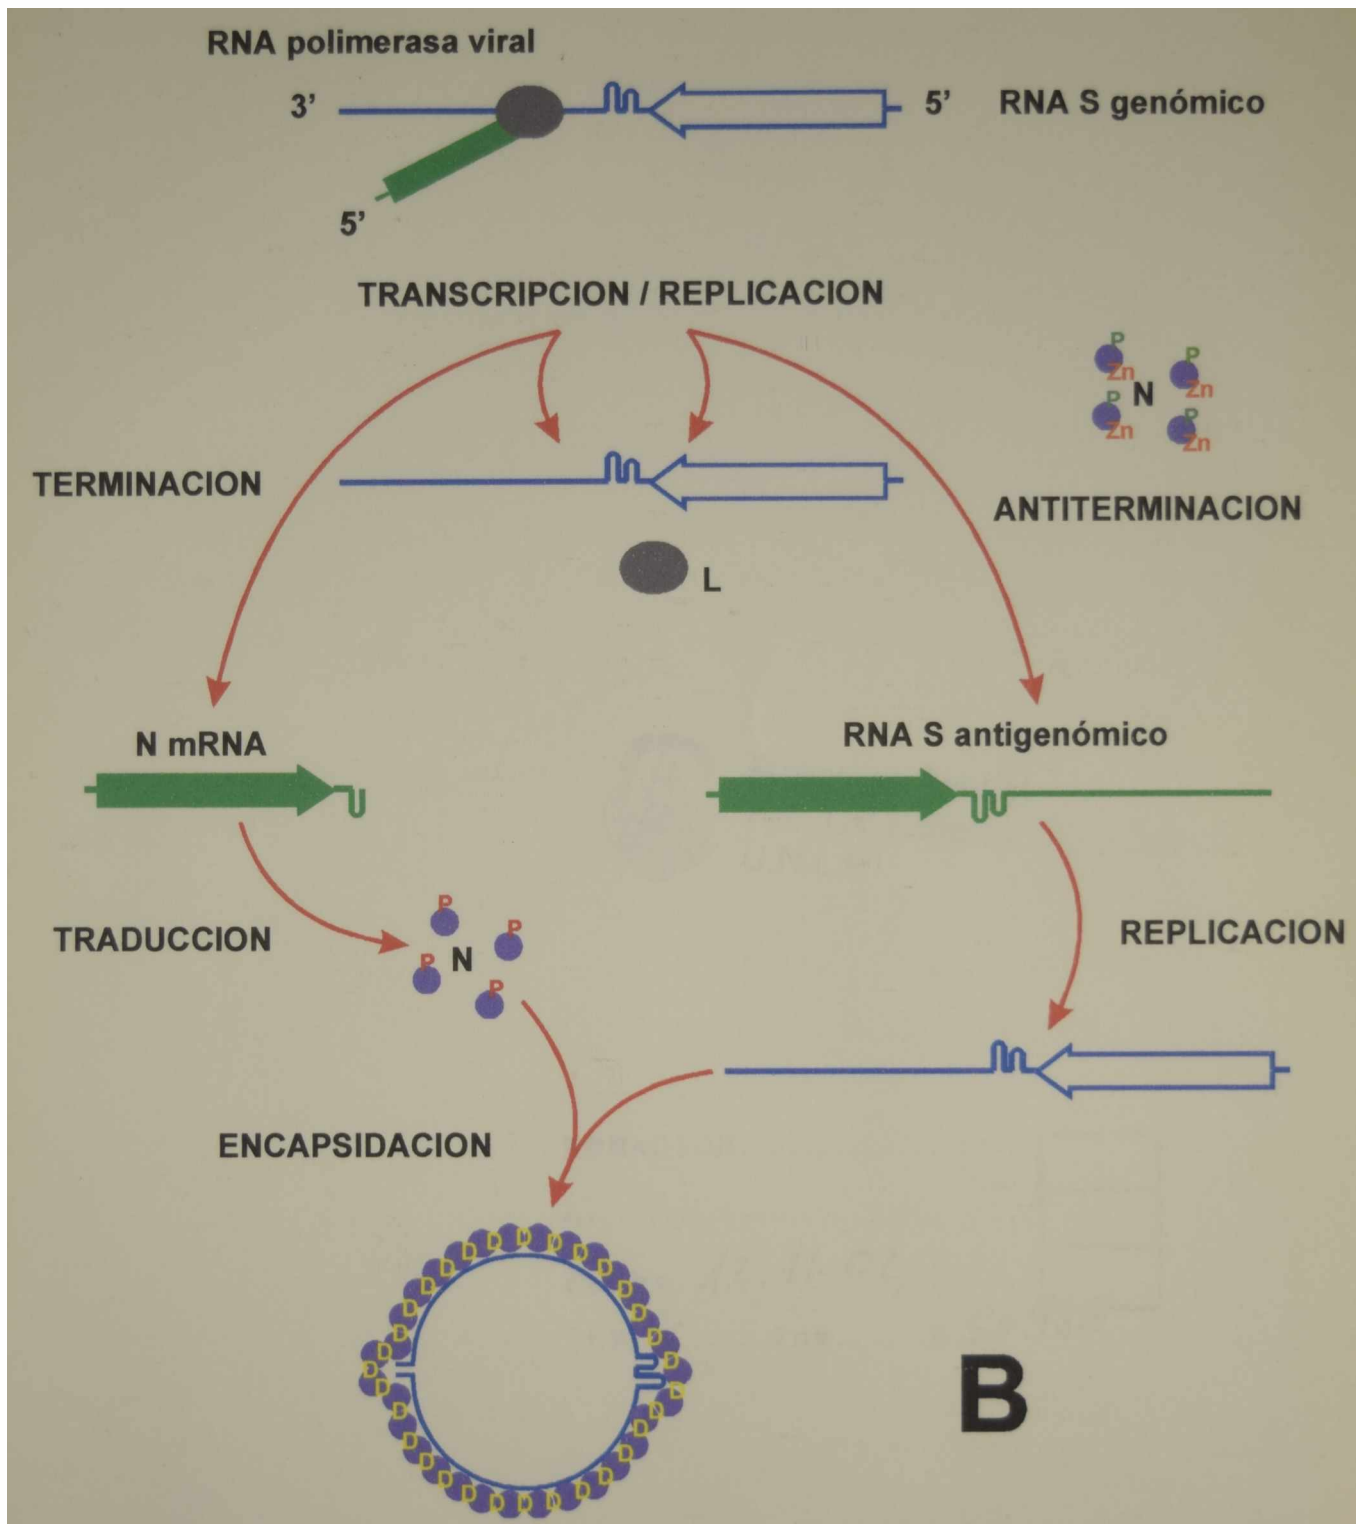 RNA polimerasa viral
3’
5’
RNA S genómico
5’
TRANSCRIPCION / REPLICACION
P
Zn
P
Zn
N
P
Zn
P
Zn
TERMINACION
ANTITERMINACION
L
N mRNA
RNA S antigenómico
P
P
N
P
P
TRADUCCION
REPLICACION
ENCAPSIDACION
D D D D D D D D D D D D D D D D D D D D D D D D D D D D D D D D D D D D
B